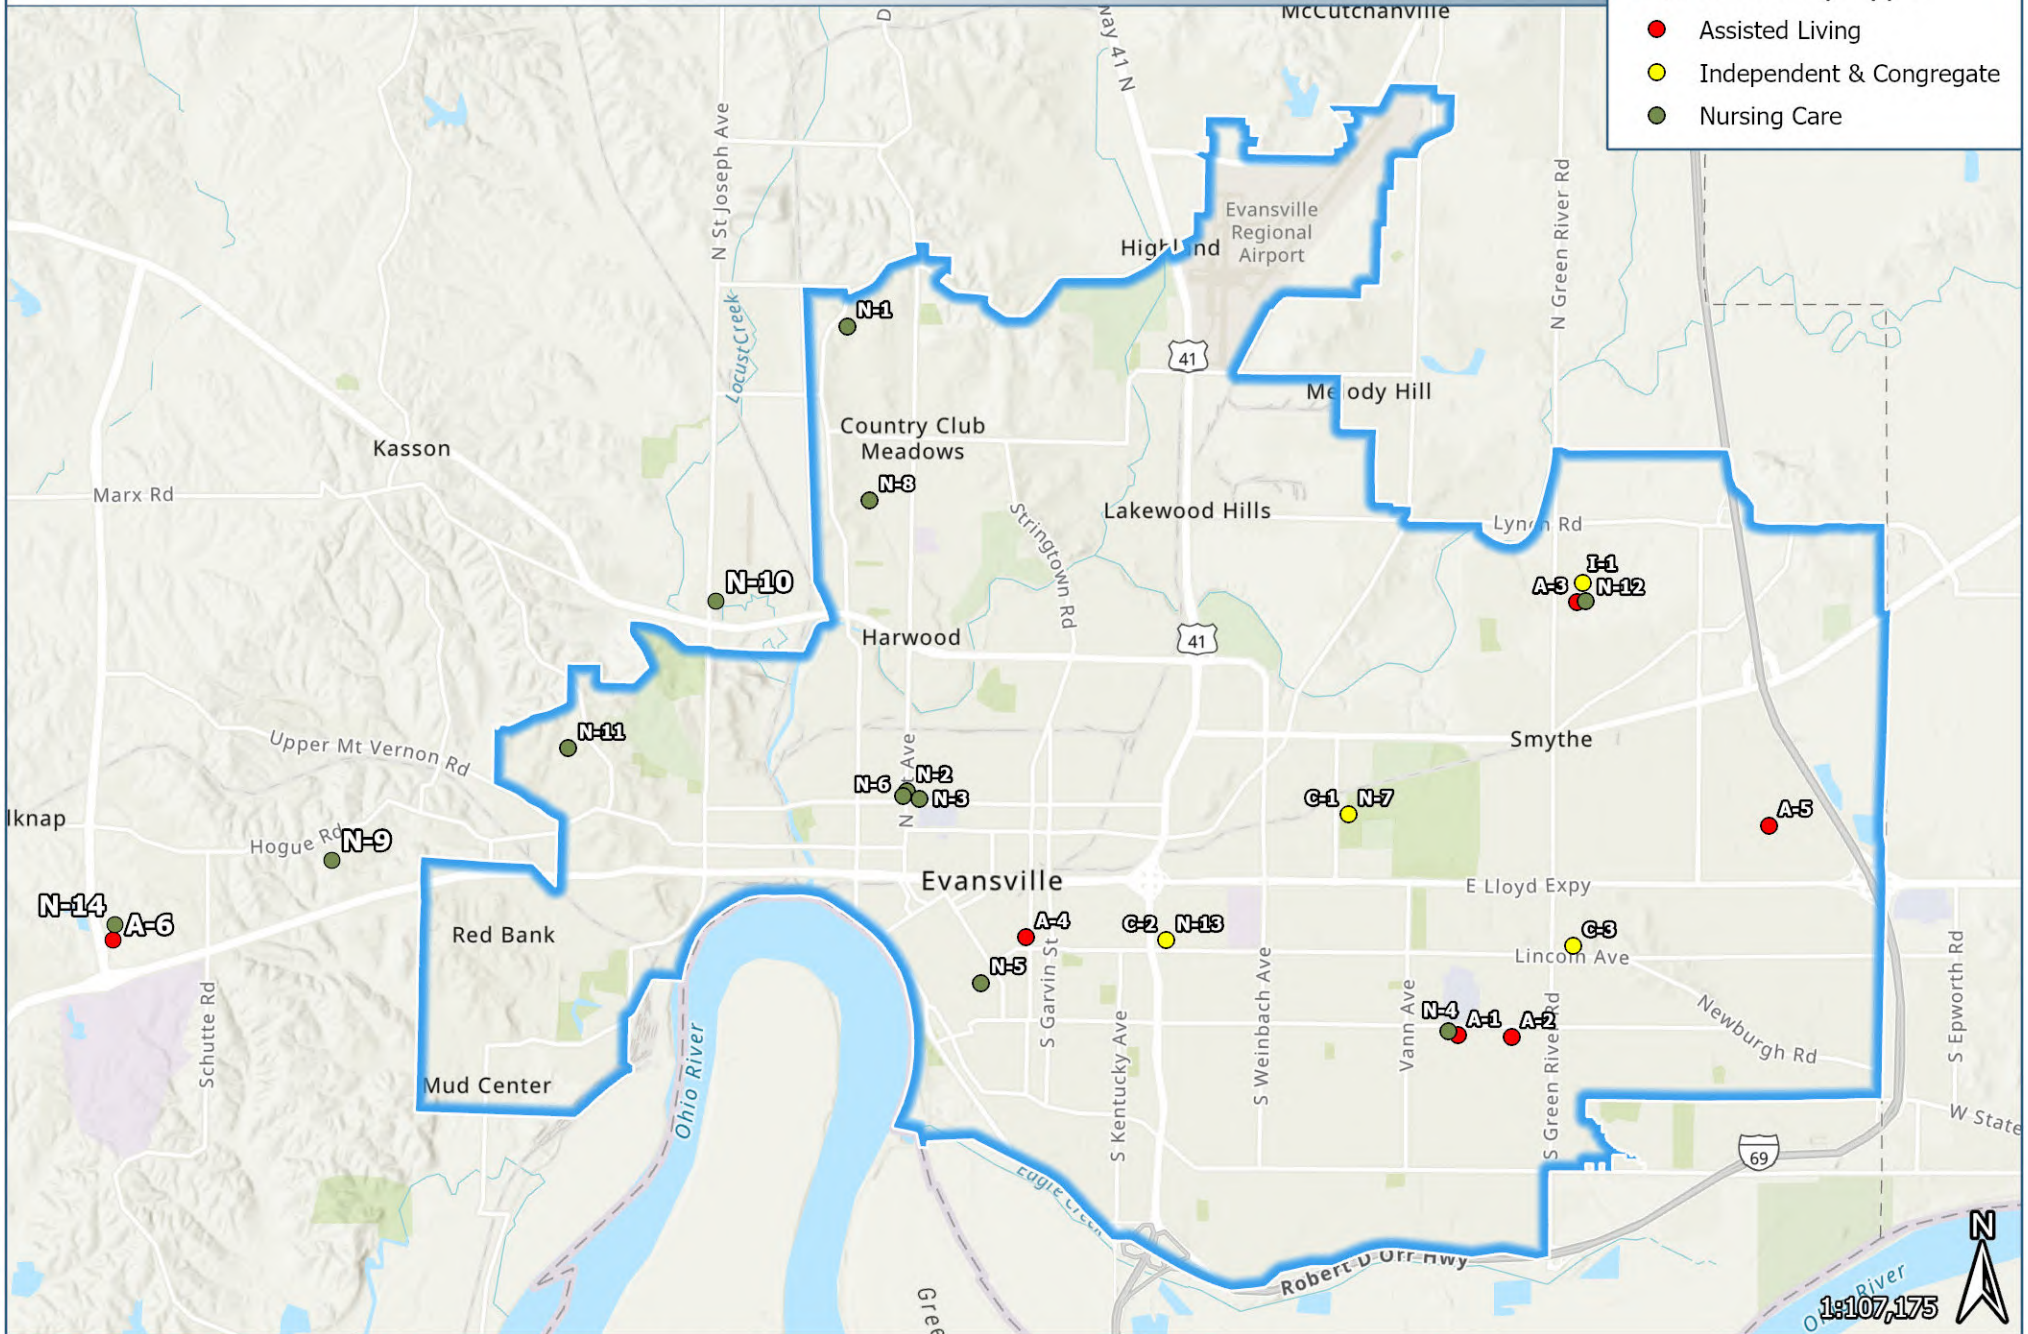 McCutchanville
Assisted Living
Independent & Congregate
Nursing Care
D
way 41 N
N St Joseph Ave
N Green River Rd
Evansville
Regional
Airport
Highland
N-1
Locust Creek
41
Melody Hill
Country Club
Meadows
Kasson
N-8
Marx Rd
Stringtown Rd
Lakewood Hills
Lynch Rd
I-1
A-3
N-12
N-10
Harwood
41
N-11
Upper Mt Vernon Rd
Smythe
N-6
N-2
N-3
C-1
N-7
A-5
lknap
Hogue Rd
N-9
Evansville
E Lloyd Expy
N-14
A-6
Red Bank
A-4
C-2
N-13
C-3
Lincoln Ave
N-5
S Garvin St
S Weinbach Ave
Vann Ave
N-4
A-1
A-2
Newburgh Rd
S Epworth Rd
Schutte Rd
Ohio River
S Kentucky Ave
S Green River Rd
Mud Center
W State
69
Eagle Creek
Robert D Orr Hwy
Gree
N
Ohio River
1:107,175